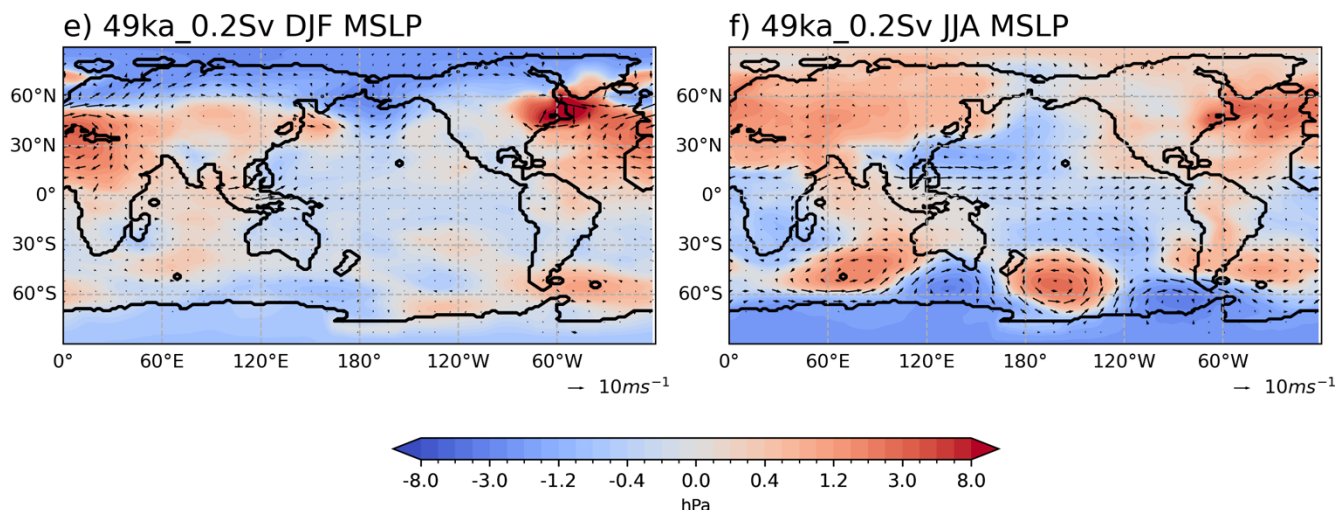 e) 49ka_0.2Sv DJF MSLP
60°N
30°N
0°
30°S
60°S
0° 60°E 120°E 180° 120°W 60°W
→ 10ms⁻¹
f) 49ka_0.2Sv JJA MSLP
60°N
30°N
0°
30°S
60°S
0° 60°E 120°E 180° 120°W 60°W
→ 10ms⁻¹
-8.0 -3.0 -1.2 -0.4 0.0 0.4 1.2 3.0 8.0
hPa